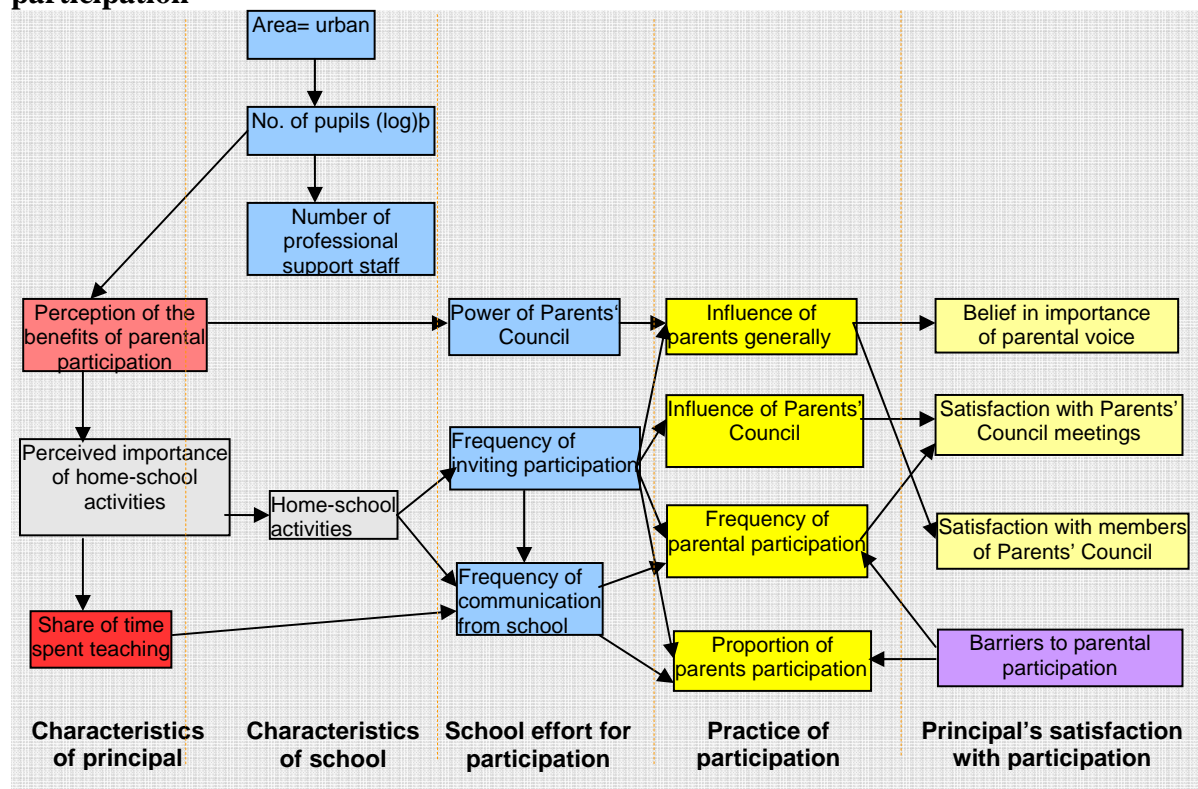 participation
Area= urban
No. of pupils (log)þ
Number of
professional
support staff
Perception of the
benefits of parental
participation
Power of Parents‘
Council
Influence of
parents generally
Belief in importance
of parental voice
Influence of Parents’
Council
Satisfaction with Parents’
Council meetings
Perceived importance
of home-school
activities
Frequency of
inviting participation
Home-school
activities
Frequency of
parental participation
Satisfaction with members
of Parents’ Council
Frequency of
communication
from school
Share of time
spent teaching
Proportion of
parents participation
Barriers to parental
participation
Characteristics
of principal
Characteristics
of school
School effort for
participation
Practice of
participation
Principal’s satisfaction
with participation